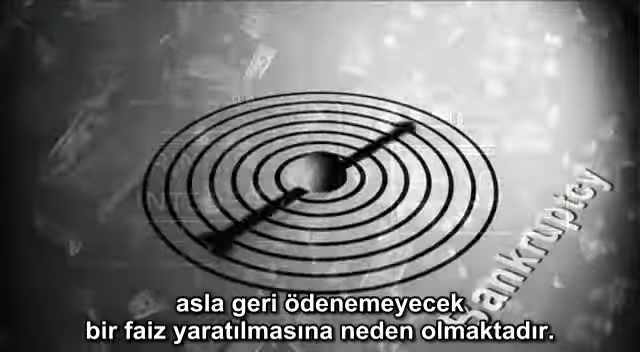 Bankruptcy
asla geri ödenemeyecek
bir faiz yaratılmasına neden olmaktadır.